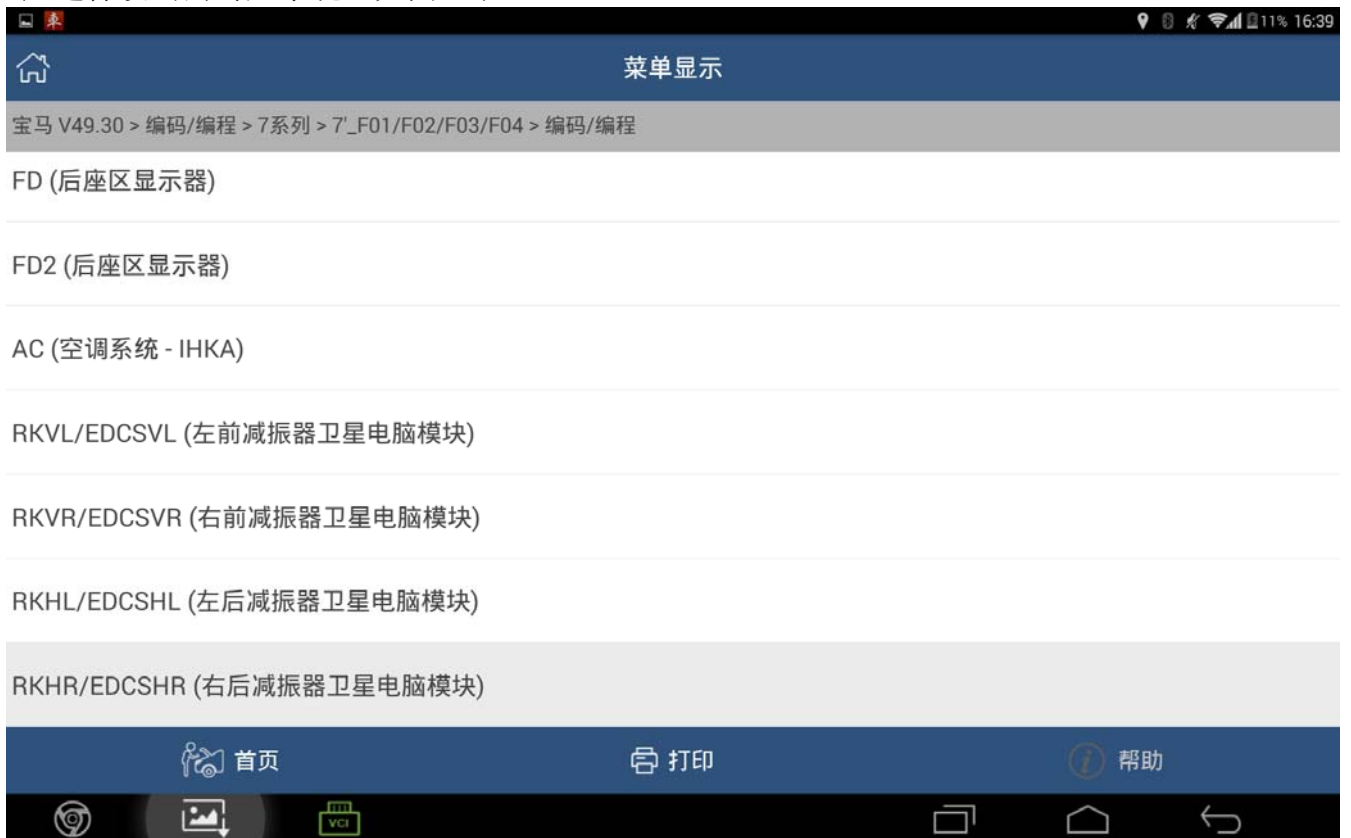 車
11% 16:39
菜单显示
宝马 V49.30 > 编码/编程 > 7系列 > 7'_F01/F02/F03/F04 > 编码/编程
FD (后座区显示器)
FD2 (后座区显示器)
AC (空调系统 - IHKA)
RKVL/EDCSVL (左前减振器卫星电脑模块)
RKVR/EDCSVR (右前减振器卫星电脑模块)
RKHL/EDCSHL (左后减振器卫星电脑模块)
RKHR/EDCSHR (右后减振器卫星电脑模块)
首页 打印 帮助
VCI